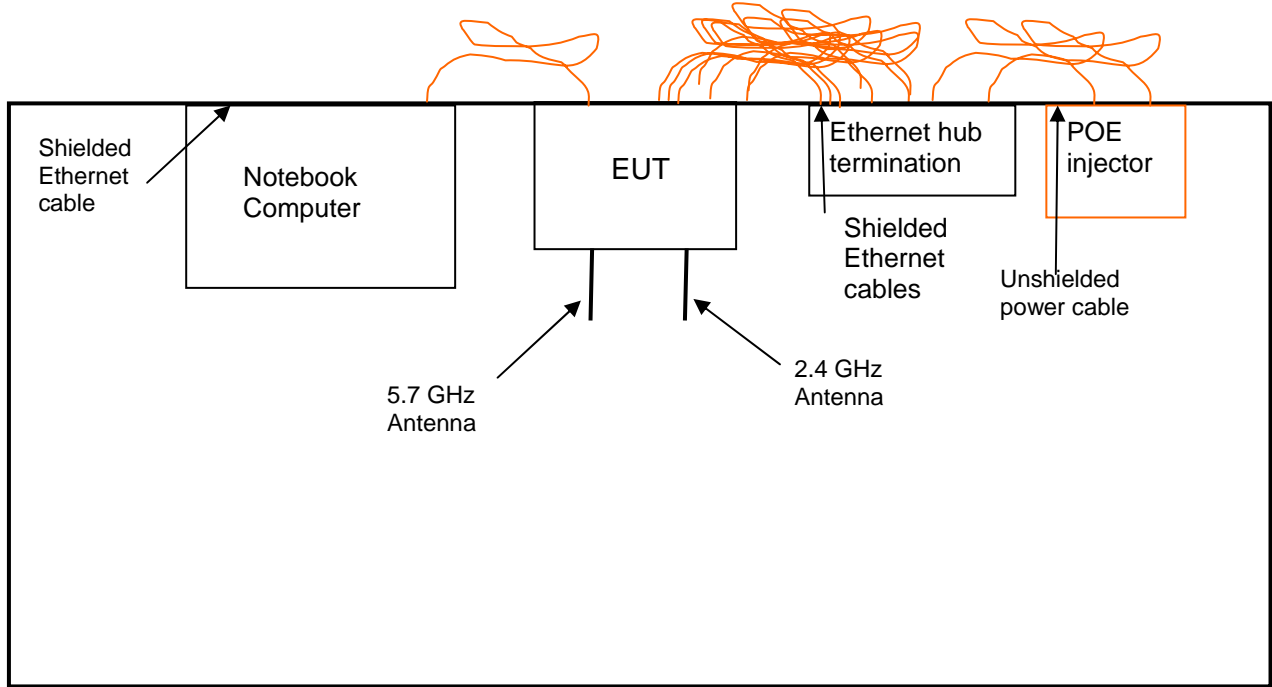 Shielded
Ethernet
cable
Notebook
Computer
EUT
Ethernet hub
termination
POE
injector
Shielded
Ethernet
cables
Unshielded
power cable
5.7 GHz
Antenna
2.4 GHz
Antenna